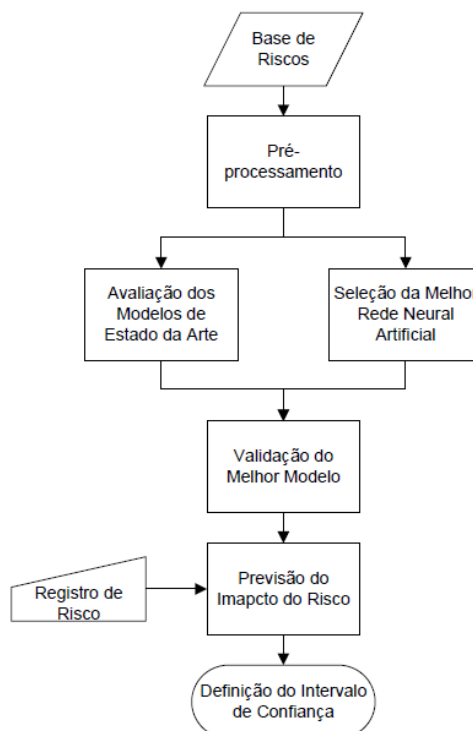 Base de
Riscos
Pré-
processamento
Avaliação dos
Modelos de
Estado da Arte
Seleção da Melhor
Rede Neural
Artificial
Validação do
Melhor Modelo
Registro de
Risco
Previsão do
Imapcto do Risco
Definição do Intervalo
de Confiança